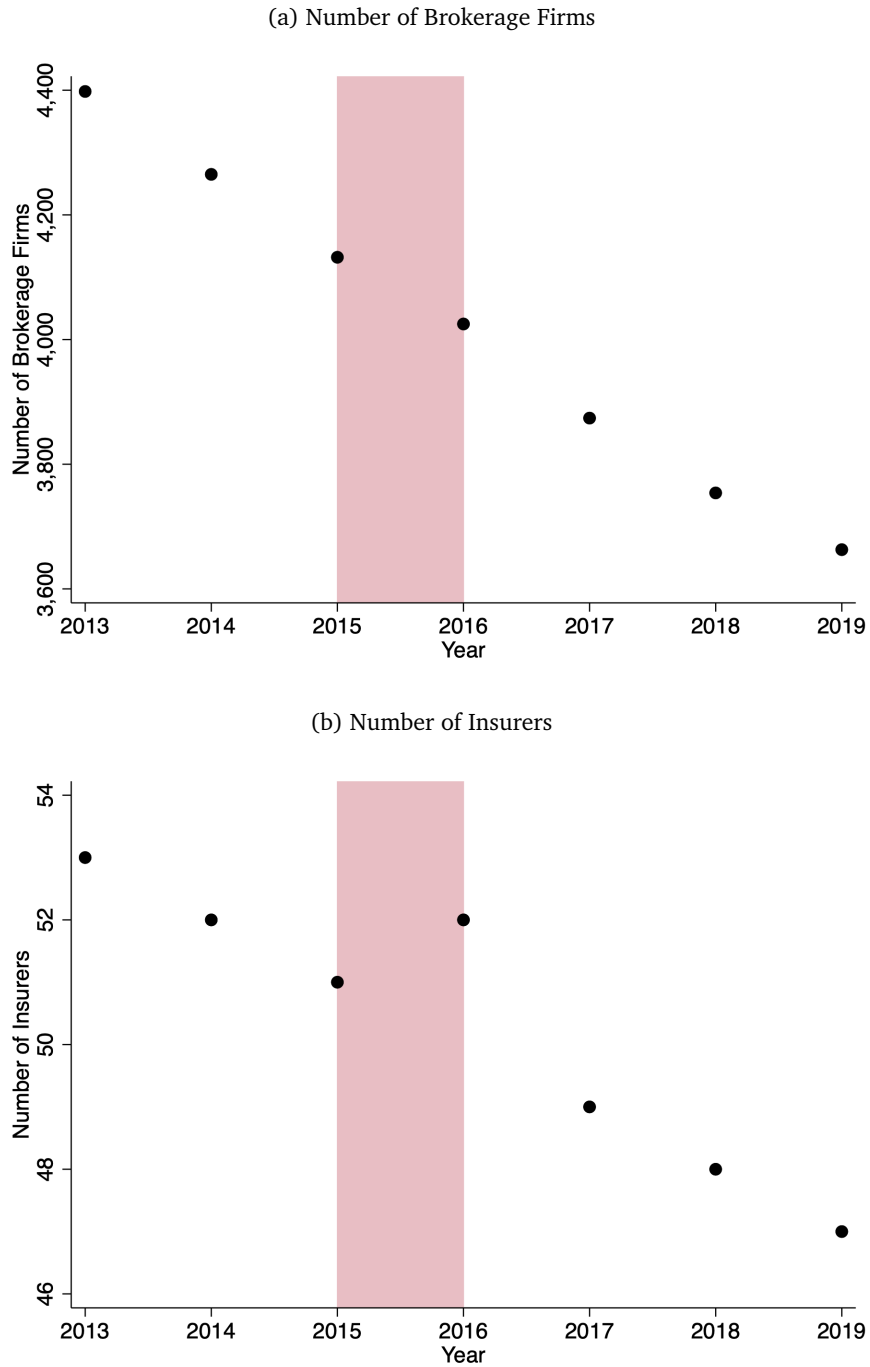 (a) Number of Brokerage Firms
Number of Brokerage Firms
4,400
4,200
4,000
3,800
3,600
2013 2014 2015 2016 2017 2018 2019
Year
(b) Number of Insurers
Number of Insurers
54
52
50
48
46
2013 2014 2015 2016 2017 2018 2019
Year